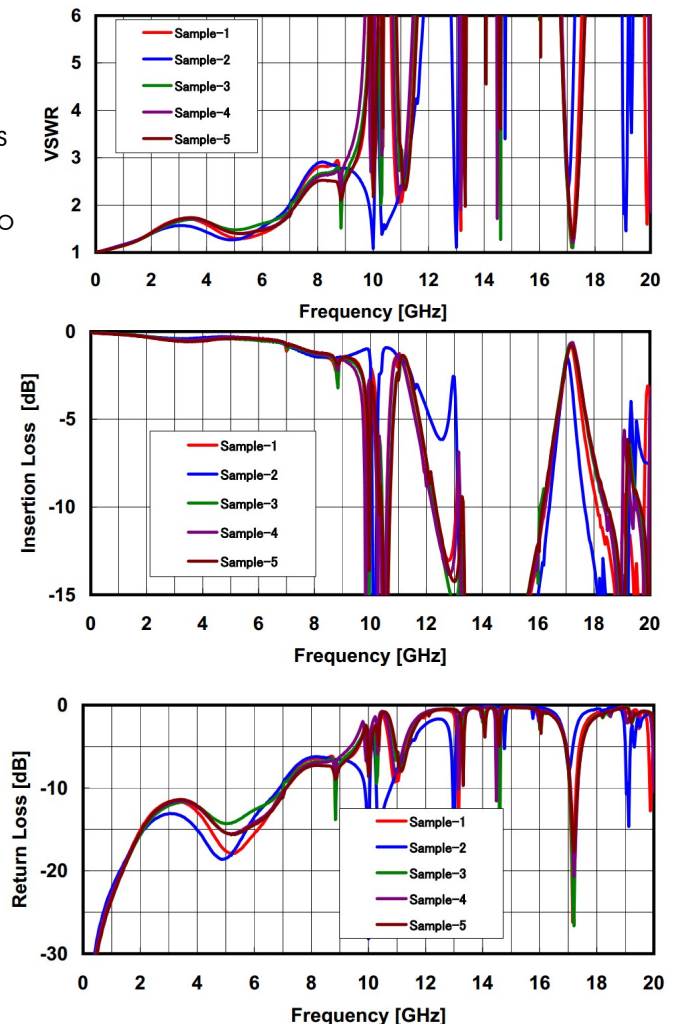 6
5
4
3
2
1
VSWR
S
O
Sample-1
Sample-2
Sample-3
Sample-4
Sample-5
0 2 4 6 8 10 12 14 16 18 20
Frequency [GHz]
0
-5
-10
-15
Insertion Loss [dB]
Sample-1
Sample-2
Sample-3
Sample-4
Sample-5
0 2 4 6 8 10 12 14 16 18 20
Frequency [GHz]
0
-10
-20
-30
Return Loss [dB]
Sample-1
Sample-2
Sample-3
Sample-4
Sample-5
0 2 4 6 8 10 12 14 16 18 20
Frequency [GHz]